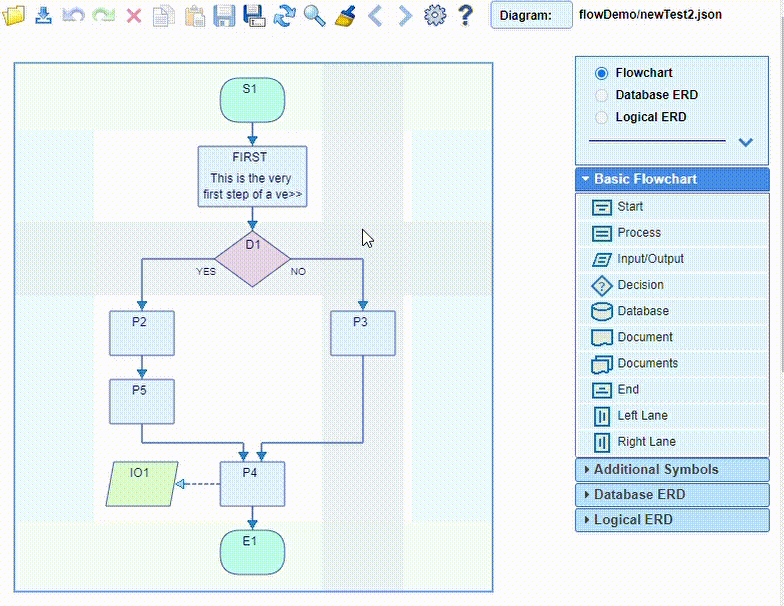 Diagram:
flowDemo/newTest2.json
S1
FIRST
This is the very
first step of a ve>>
D1
YES
NO
P2
P3
P5
IO1
P4
E1
Flowchart
Database ERD
Logical ERD
Basic Flowchart
Start
Process
Input/Output
Decision
Database
Document
Documents
End
Left Lane
Right Lane
Additional Symbols
Database ERD
Logical ERD